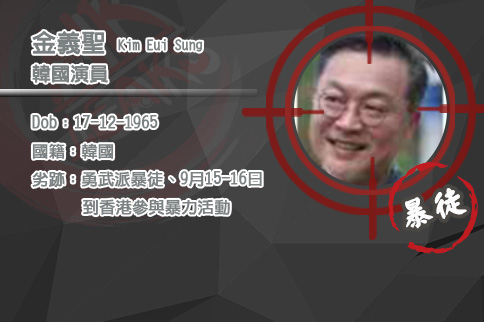 金義聖 Kim Eui Sung
韓國演員
Dob：17-12-1965
國籍：韓國
劣跡：勇武派暴徒、9月15-16日
到香港參與暴力活動
暴徒